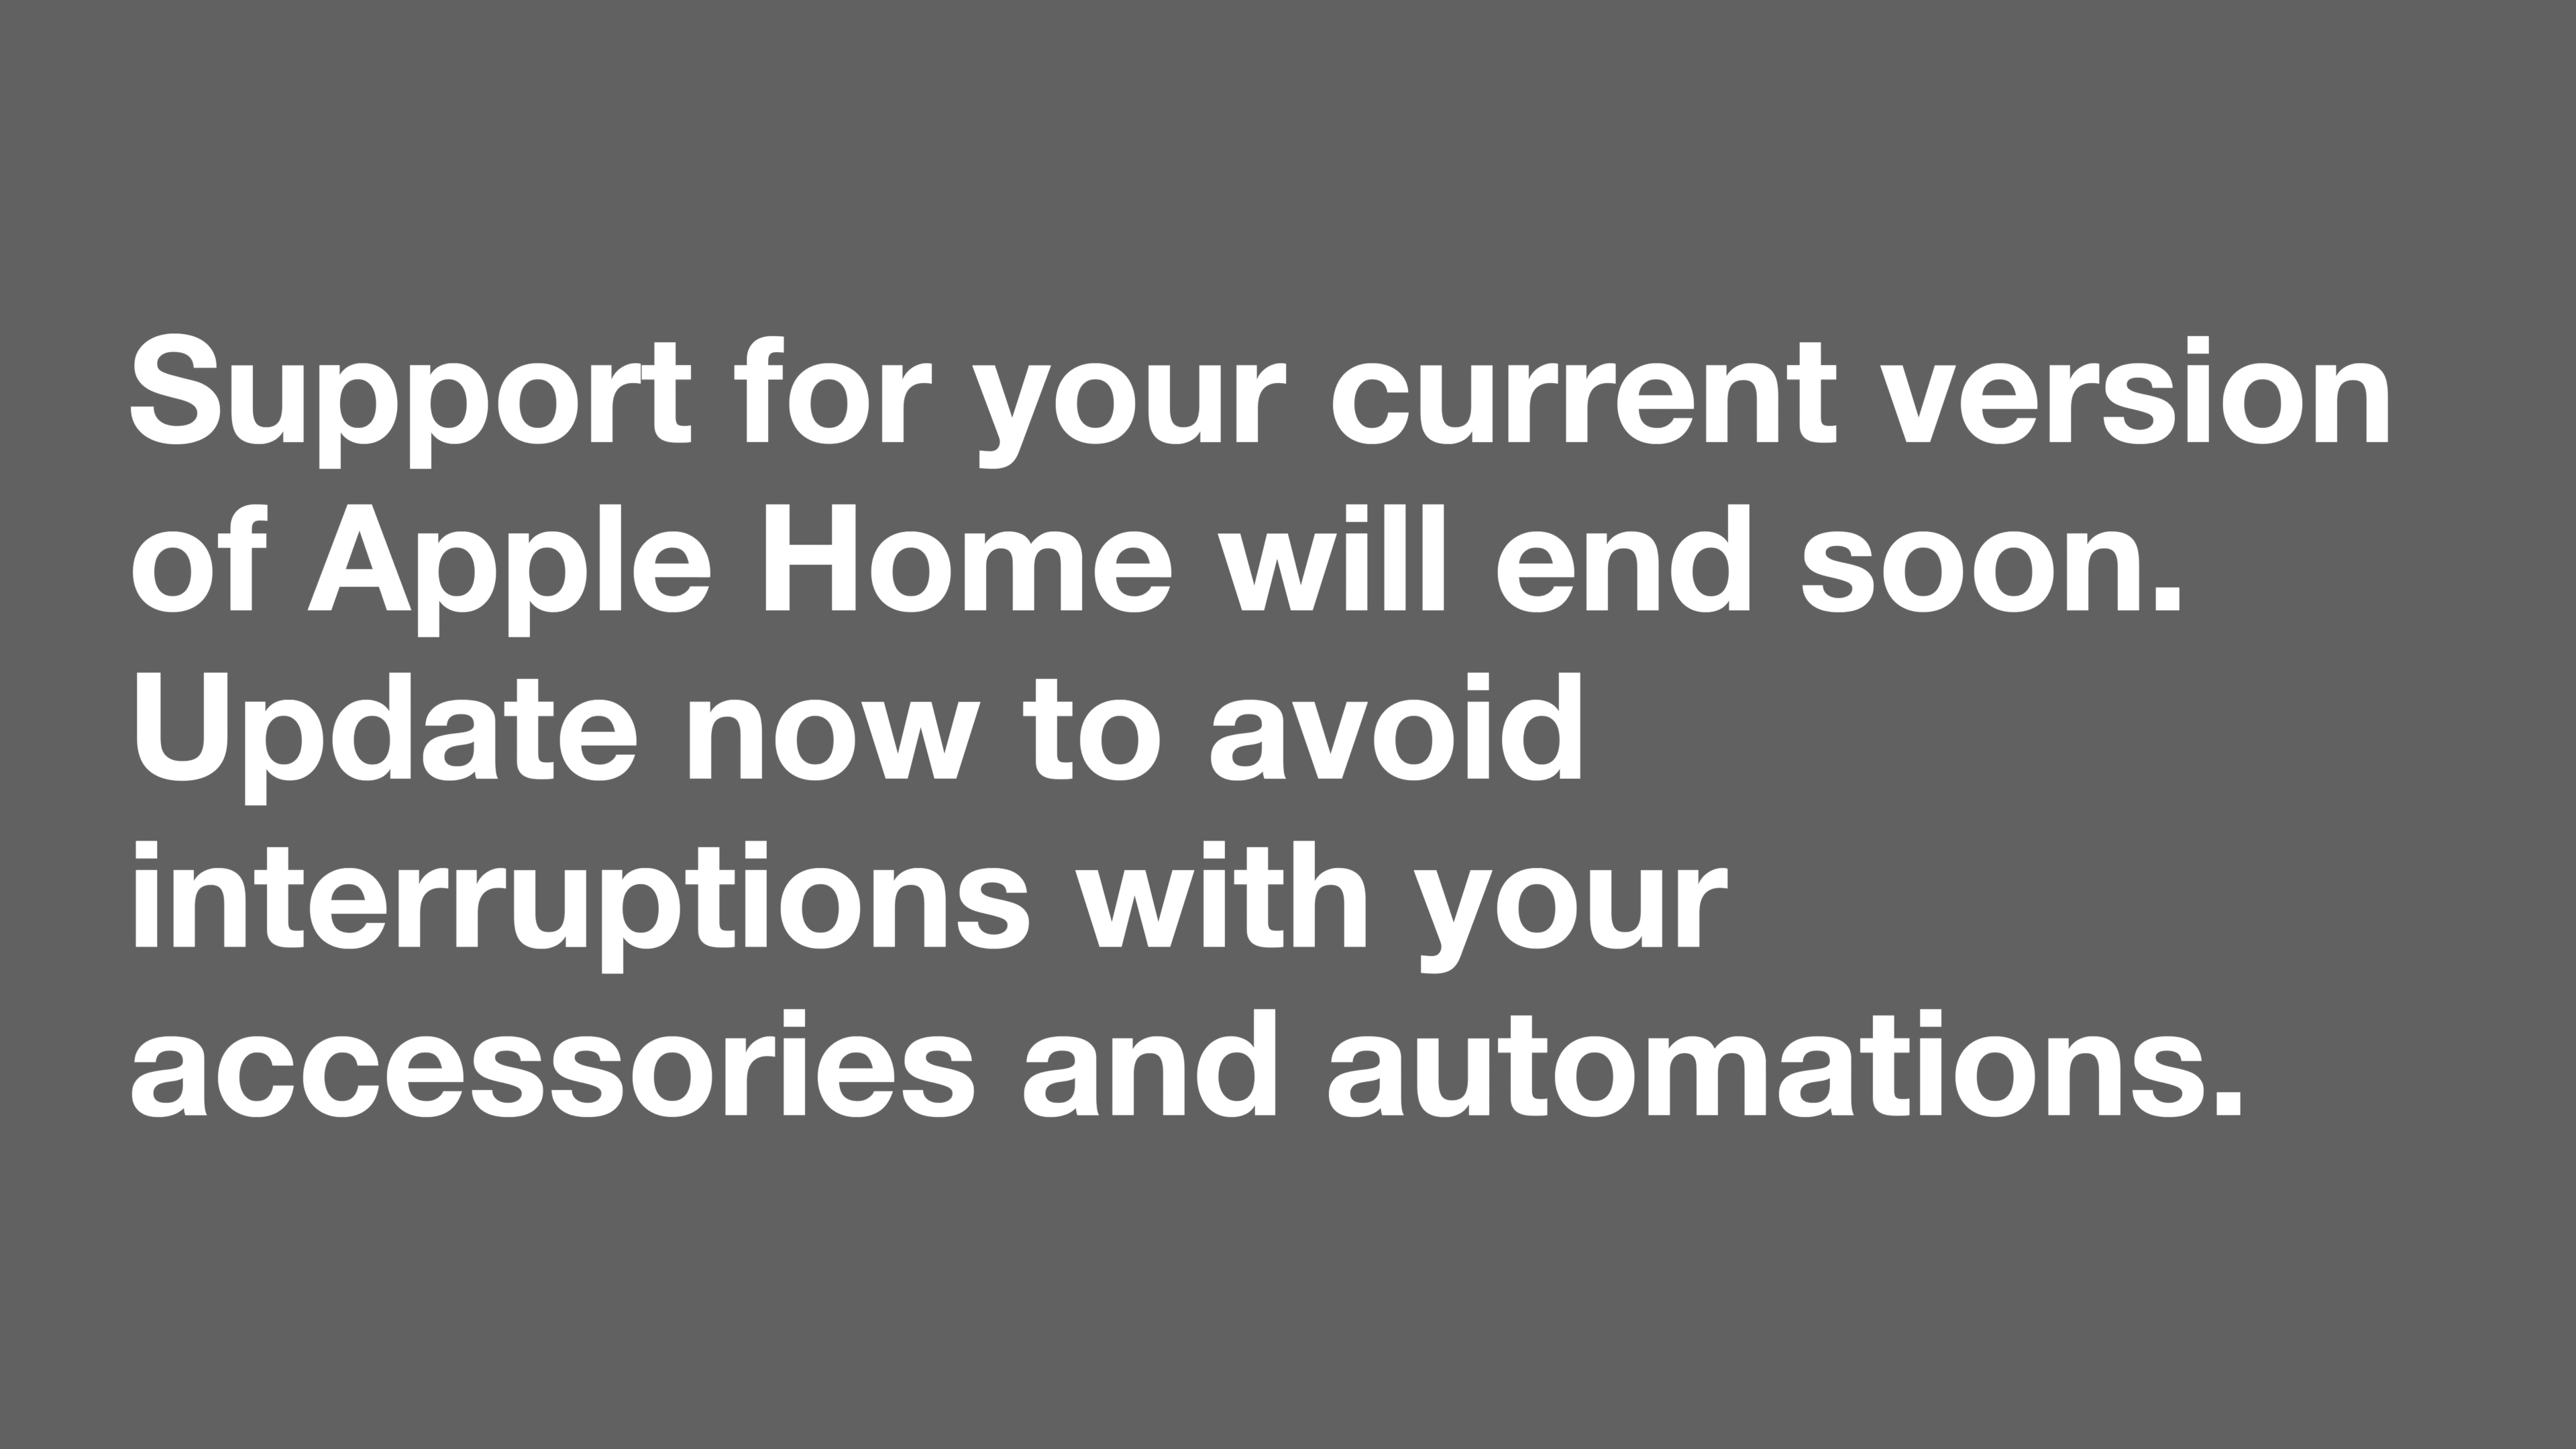 Support for your current version
of Apple Home will end soon.
Update now to avoid
interruptions with your
accessories and automations.